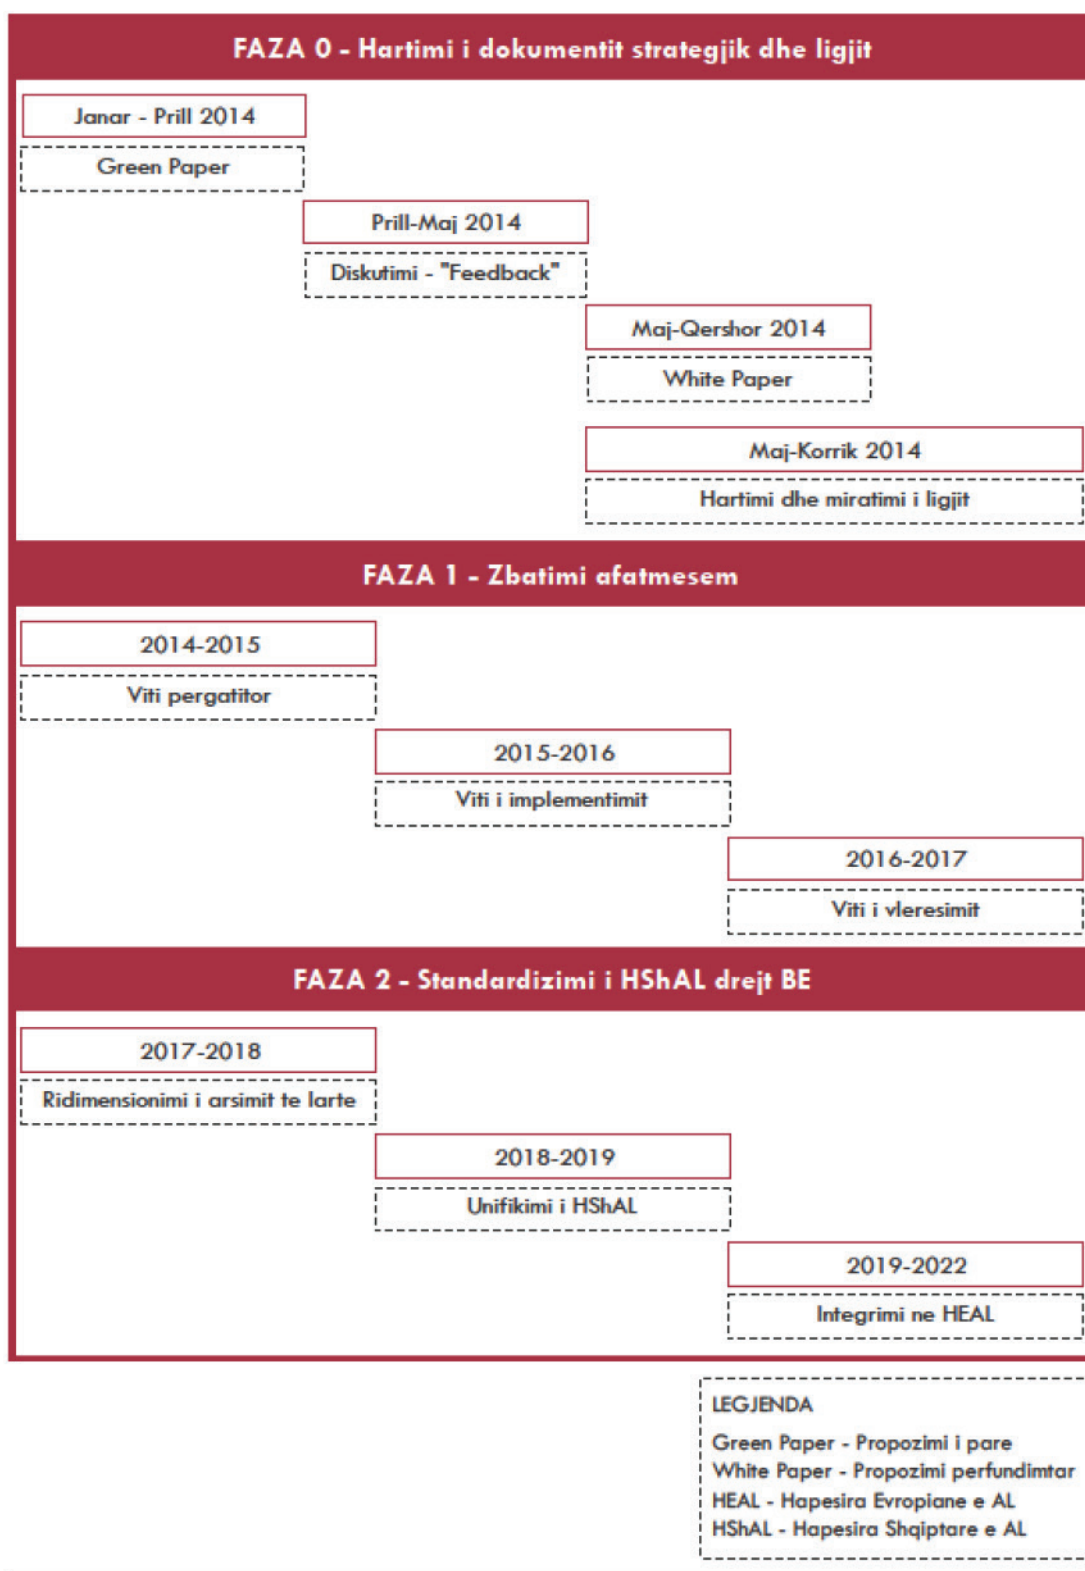 FAZA 0 - Hartimi i dokumentit strategjik dhe ligjit
Janar - Prill 2014
Green Paper
Prill-Maj 2014
Diskutimi - "Feedback"
Maj-Qershor 2014
White Paper
Maj-Korrik 2014
Hartimi dhe miratimi i ligjit
FAZA 1 - Zbatimi afatmesem
2014-2015
Viti pergatitor
2015-2016
Viti i implementimit
2016-2017
Viti i vleresimit
FAZA 2 - Standardizimi i HShAL drejt BE
2017-2018
Ridimensionimi i arsimit te larte
2018-2019
Unifikimi i HShAL
2019-2022
Integrimi ne HEAL
LEGJENDA
Green Paper - Propozimi i pare
White Paper - Propozimi perfundimtar
HEAL - Hapesira Evropiane e AL
HShAL - Hapesira Shqiptare e AL